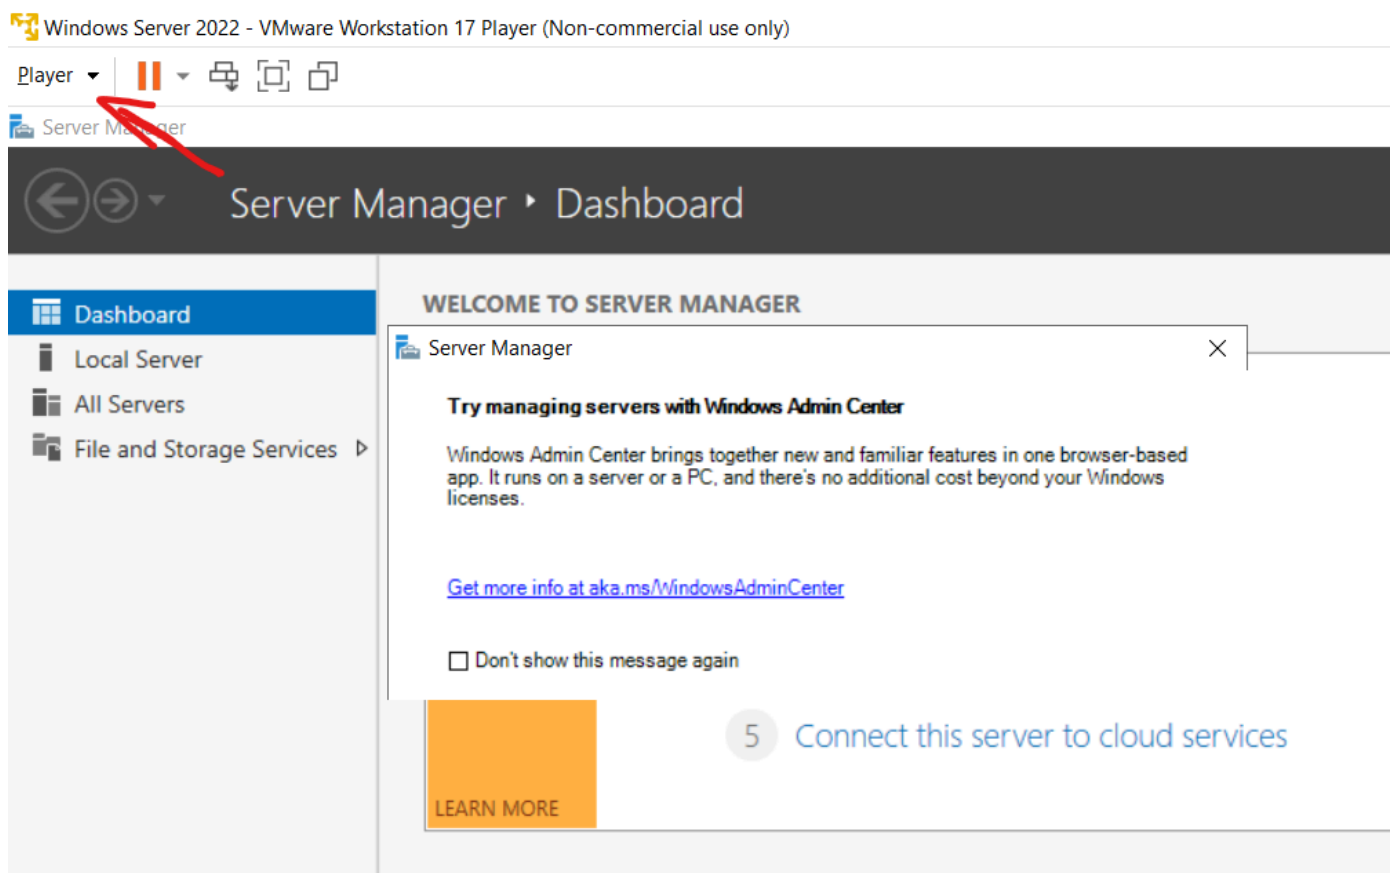 Windows Server 2022 - VMware Workstation 17 Player (Non-commercial use only)
Player
Server Manager
Server Manager ‣ Dashboard
Dashboard
Local Server
All Servers
File and Storage Services
WELCOME TO SERVER MANAGER
Server Manager
Try managing servers with Windows Admin Center
Windows Admin Center brings together new and familiar features in one browser-based
app. It runs on a server or a PC, and there's no additional cost beyond your Windows
licenses.
Get more info at aka.ms/WindowsAdminCenter
Don't show this message again
5 Connect this server to cloud services
LEARN MORE